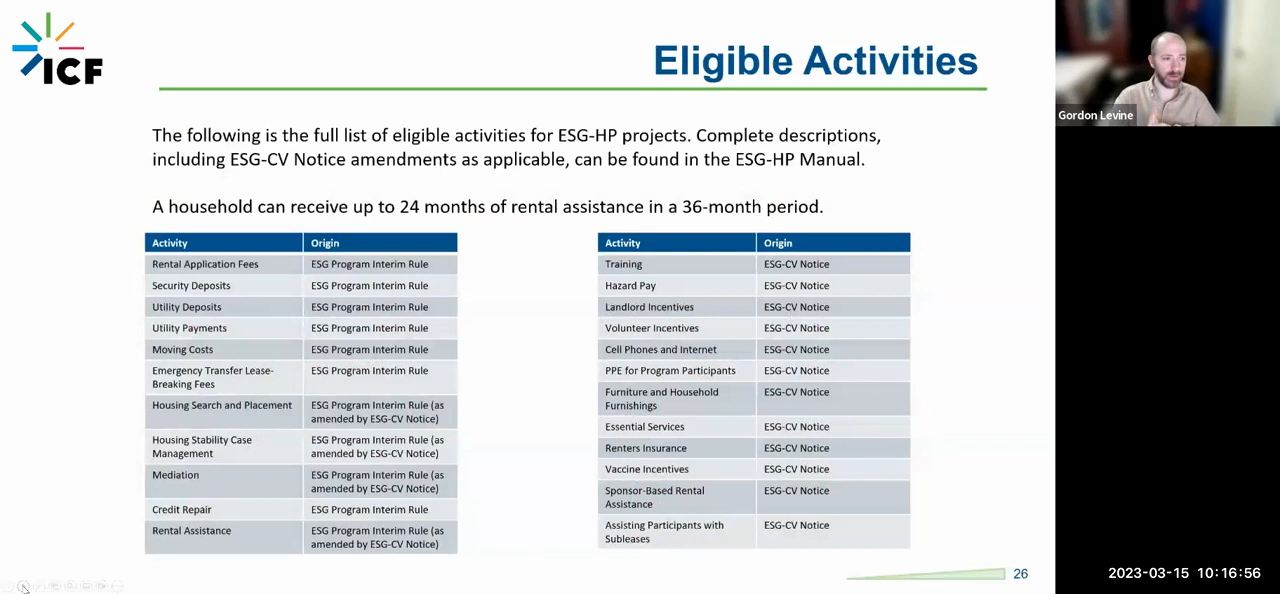 ICF
Eligible Activities
The following is the full list of eligible activities for ESG-HP projects. Complete descriptions,
including ESG-CV Notice amendments as applicable, can be found in the ESG-HP Manual.
A household can receive up to 24 months of rental assistance in a 36-month period.
Activity Origin
Rental Application Fees ESG Program Interim Rule
Security Deposits ESG Program Interim Rule
Utility Deposits ESG Program Interim Rule
Utility Payments ESG Program Interim Rule
Moving Costs ESG Program Interim Rule
Emergency Transfer Lease- ESG Program Interim Rule
Breaking Fees
Housing Search and Placement ESG Program Interim Rule (as
amended by ESG-CV Notice)
Housing Stability Case ESG Program Interim Rule (as
Management amended by ESG-CV Notice)
Mediation ESG Program Interim Rule (as
amended by ESG-CV Notice)
Credit Repair ESG Program Interim Rule
Rental Assistance ESG Program Interim Rule (as
amended by ESG-CV Notice)
Activity Origin
Training ESG-CV Notice
Hazard Pay ESG-CV Notice
Landlord Incentives ESG-CV Notice
Volunteer Incentives ESG-CV Notice
Cell Phones and Internet ESG-CV Notice
PPE for Program Participants ESG-CV Notice
Furniture and Household ESG-CV Notice
Furnishings
Essential Services ESG-CV Notice
Renters Insurance ESG-CV Notice
Vaccine Incentives ESG-CV Notice
Sponsor-Based Rental ESG-CV Notice
Assistance
Assisting Participants with ESG-CV Notice
Subleases
26
Gordon Levine
2023-03-15 10:16:56